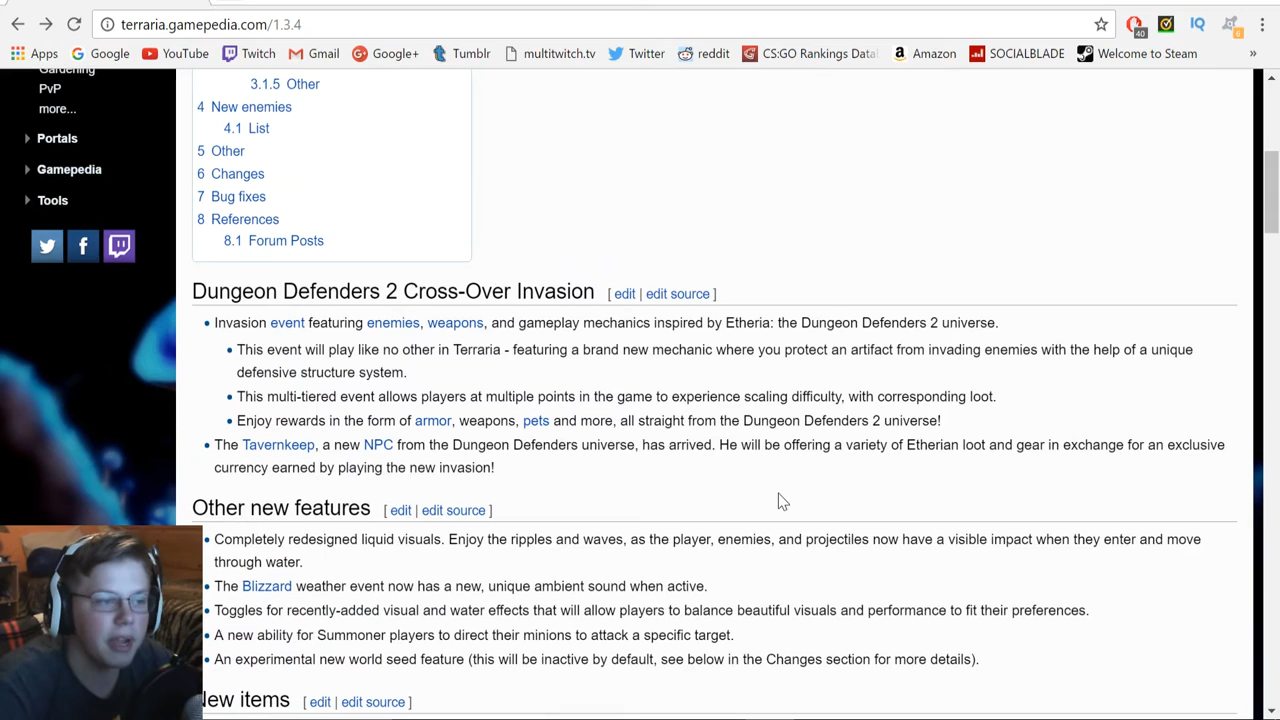 terraria.gamepedia.com/1.3.4
40
IQ
6
Apps Google YouTube Twitch Gmail Google+ Tumblr multitwitch.tv Twitter reddit CS:GO Rankings Data Amazon SOCIALBLADE Welcome to Steam »
Gardening
PvP
more...
Portals
Gamepedia
Tools
3.1.5 Other
4 New enemies
4.1 List
5 Other
6 Changes
7 Bug fixes
8 References
8.1 Forum Posts
Dungeon Defenders 2 Cross-Over Invasion [ edit | edit source ]
• Invasion event featuring enemies, weapons, and gameplay mechanics inspired by Etheria: the Dungeon Defenders 2 universe.
• This event will play like no other in Terraria - featuring a brand new mechanic where you protect an artifact from invading enemies with the help of a unique
defensive structure system.
• This multi-tiered event allows players at multiple points in the game to experience scaling difficulty, with corresponding loot.
• Enjoy rewards in the form of armor, weapons, pets and more, all straight from the Dungeon Defenders 2 universe!
• The Tavernkeep, a new NPC from the Dungeon Defenders universe, has arrived. He will be offering a variety of Etherian loot and gear in exchange for an exclusive
currency earned by playing the new invasion!
Other new features [ edit | edit source ]
• Completely redesigned liquid visuals. Enjoy the ripples and waves, as the player, enemies, and projectiles now have a visible impact when they enter and move
through water.
• The Blizzard weather event now has a new, unique ambient sound when active.
• Toggles for recently-added visual and water effects that will allow players to balance beautiful visuals and performance to fit their preferences.
• A new ability for Summoner players to direct their minions to attack a specific target.
• An experimental new world seed feature (this will be inactive by default, see below in the Changes section for more details).
New items [ edit | edit source ]